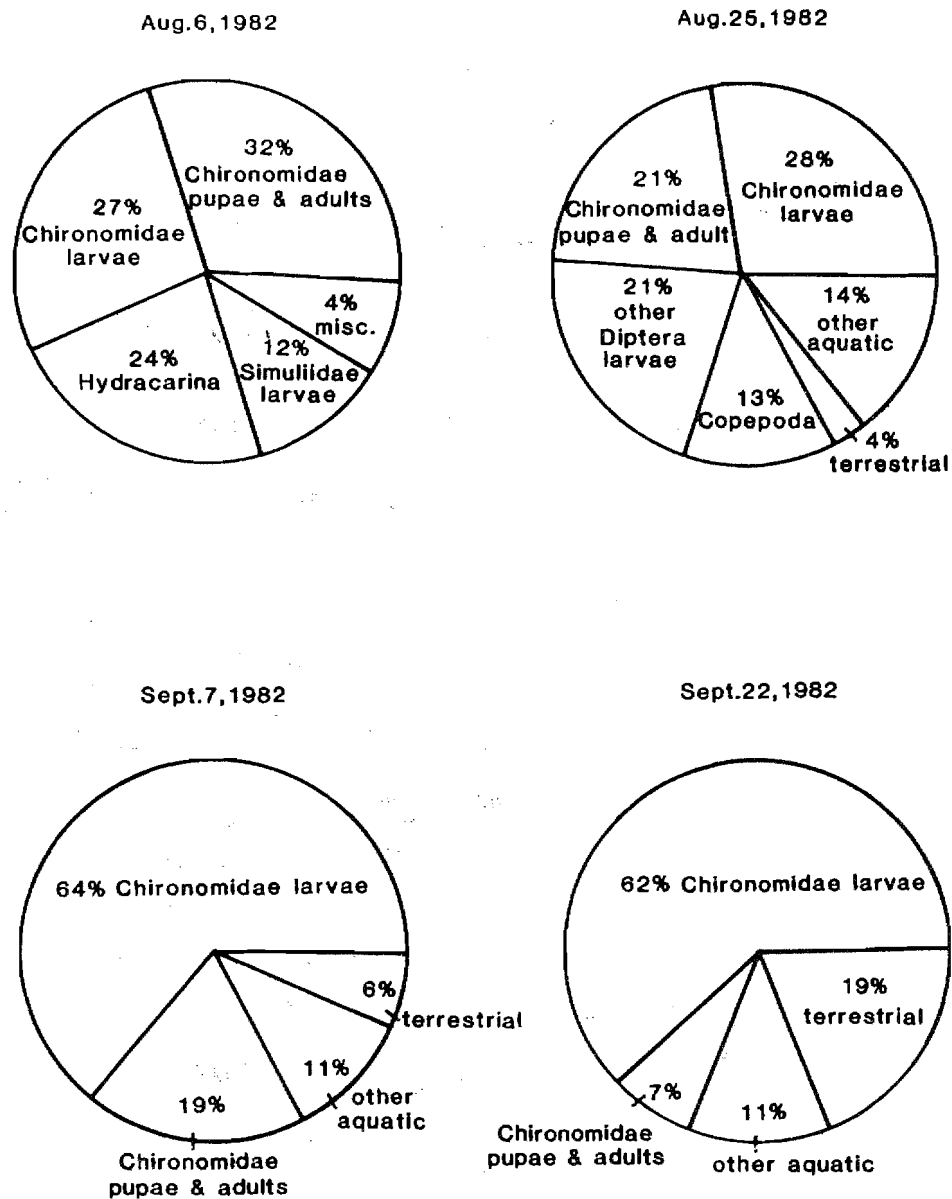 Aug.6,1982
32%
Chironomidae
pupae & adults
27%
Chironomidae
larvae
4%
misc.
24%
Hydracarina
12%
Simuliidae
larvae
Aug.25,1982
28%
Chironomidae
larvae
21%
Chironomidae
pupae & adult
21%
other
Diptera
larvae
14%
other
aquatic
13%
Copepoda
4%
terrestrial
Sept.7,1982
64% Chironomidae larvae
6%
terrestrial
11%
other
aquatic
19%
Chironomidae
pupae & adults
Sept.22,1982
62% Chironomidae larvae
19%
terrestrial
7%
Chironomidae
pupae & adults
11%
other aquatic